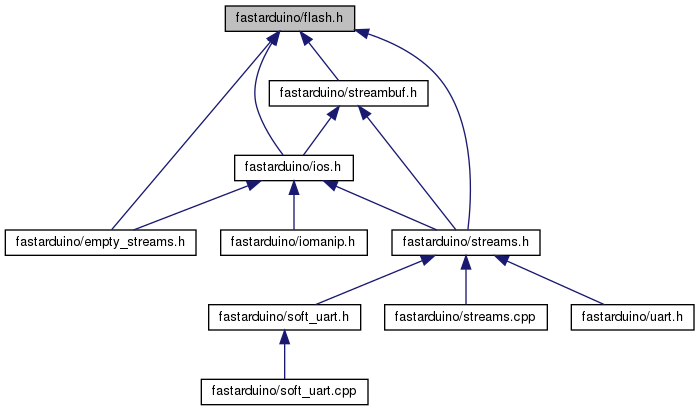 fastarduino/flash.h
fastarduino/streambuf.h
fastarduino/ios.h
fastarduino/empty_streams.h
fastarduino/iomanip.h
fastarduino/streams.h
fastarduino/soft_uart.h
fastarduino/streams.cpp
fastarduino/uart.h
fastarduino/soft_uart.cpp